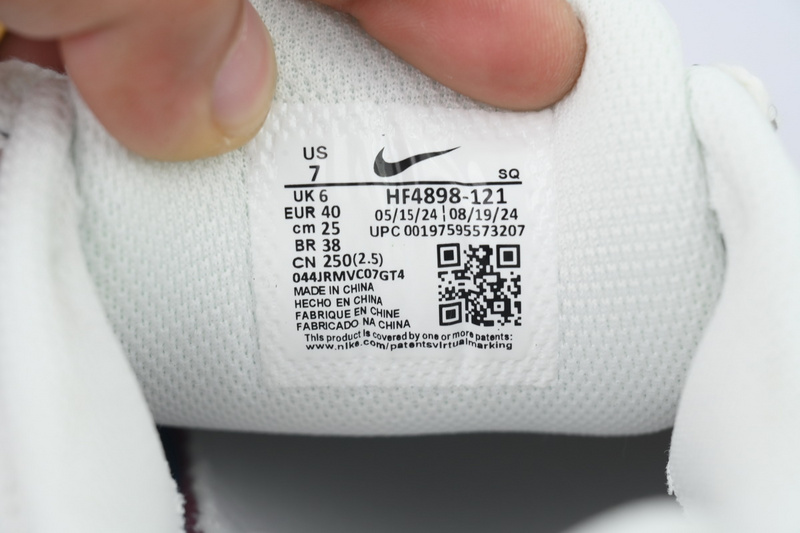 US
7
SQ
UK 6
HF4898-121
EUR 40
05/15/24 08/19/24
cm 25
UPC 00197595573207
BR 38
CN 250(2.5)
044JRMVC07GT4
MADE IN CHINA
HECHO EN CHINA
FABRIQUE EN CHINE
FABRICADO NA CHINA
This product is covered by one or more patents:
www.nike.com/patentsvirtualmarking